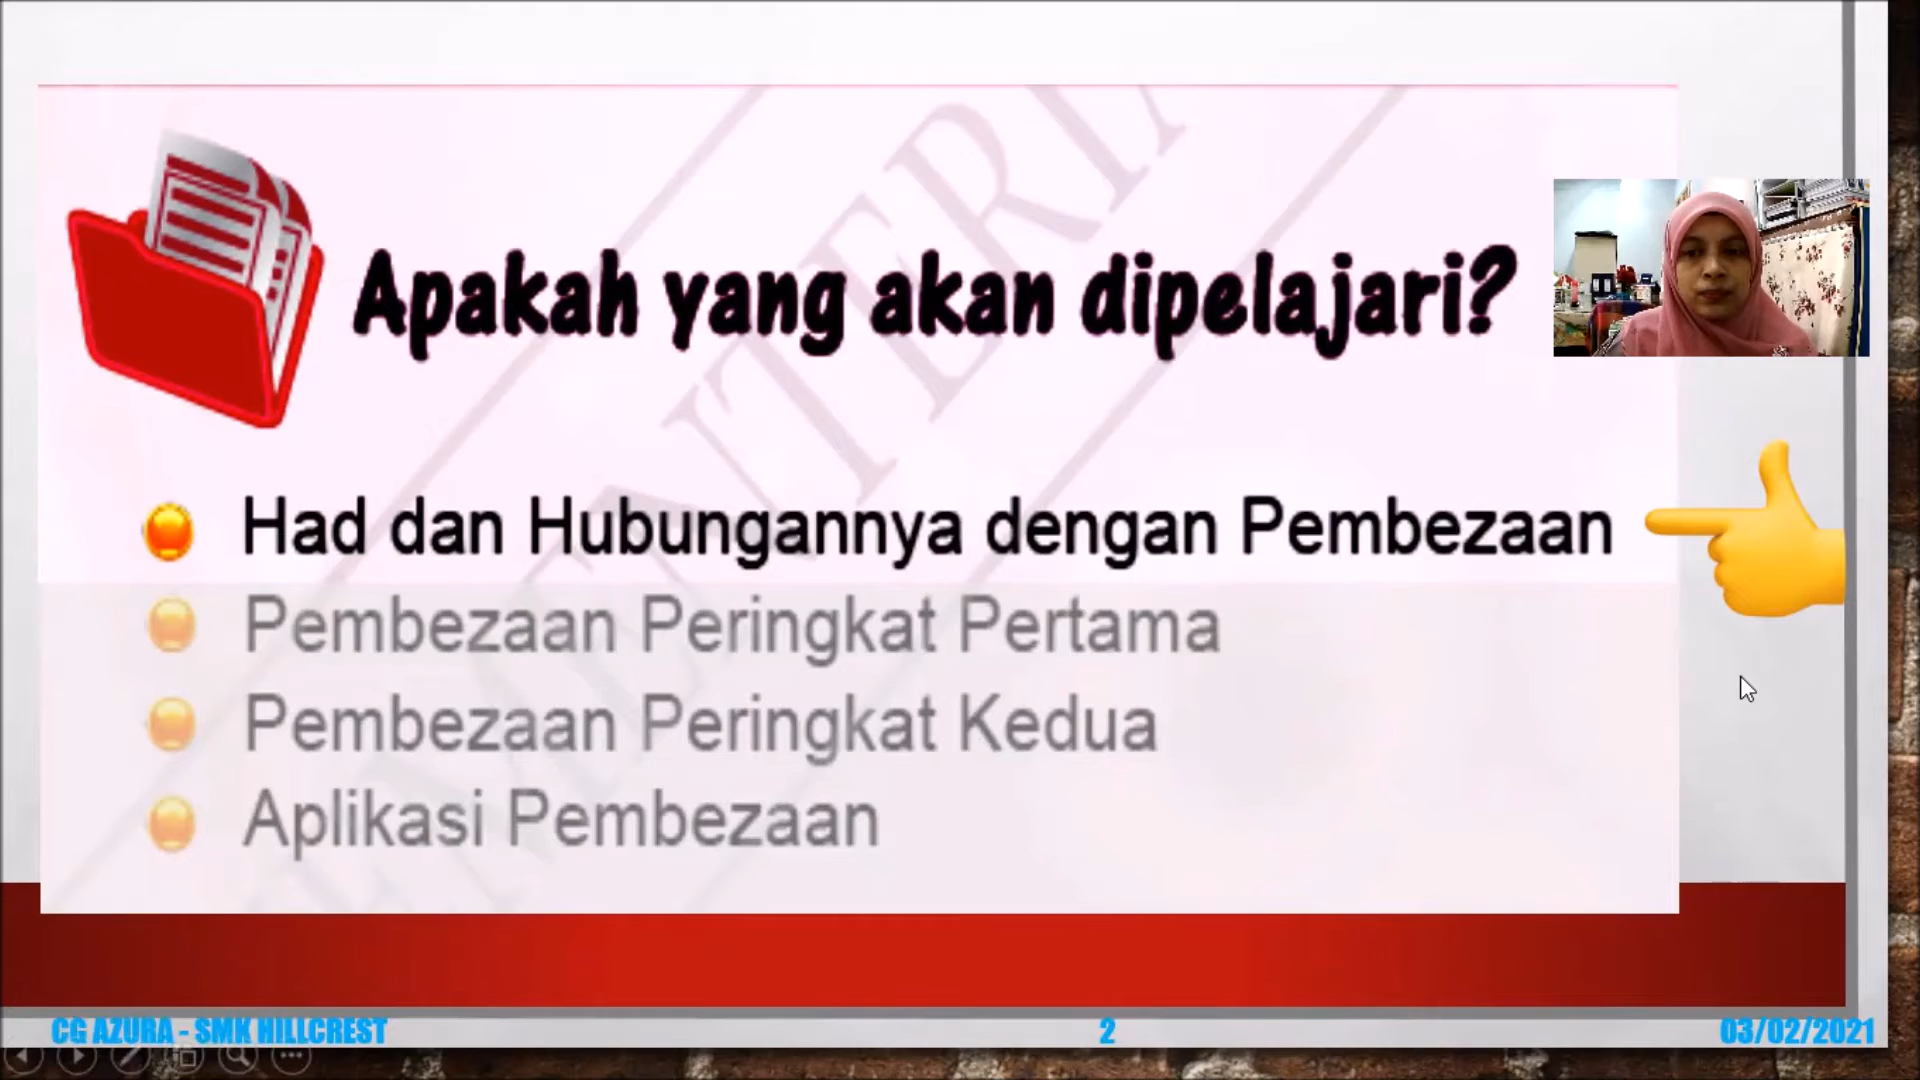 Apakah yang akan dipelajari?
Had dan Hubungannya dengan Pembezaan
Pembezaan Peringkat Pertama
Pembezaan Peringkat Kedua
Aplikasi Pembezaan
CG AZURA - SMK HILLCREST
2
03/02/2021